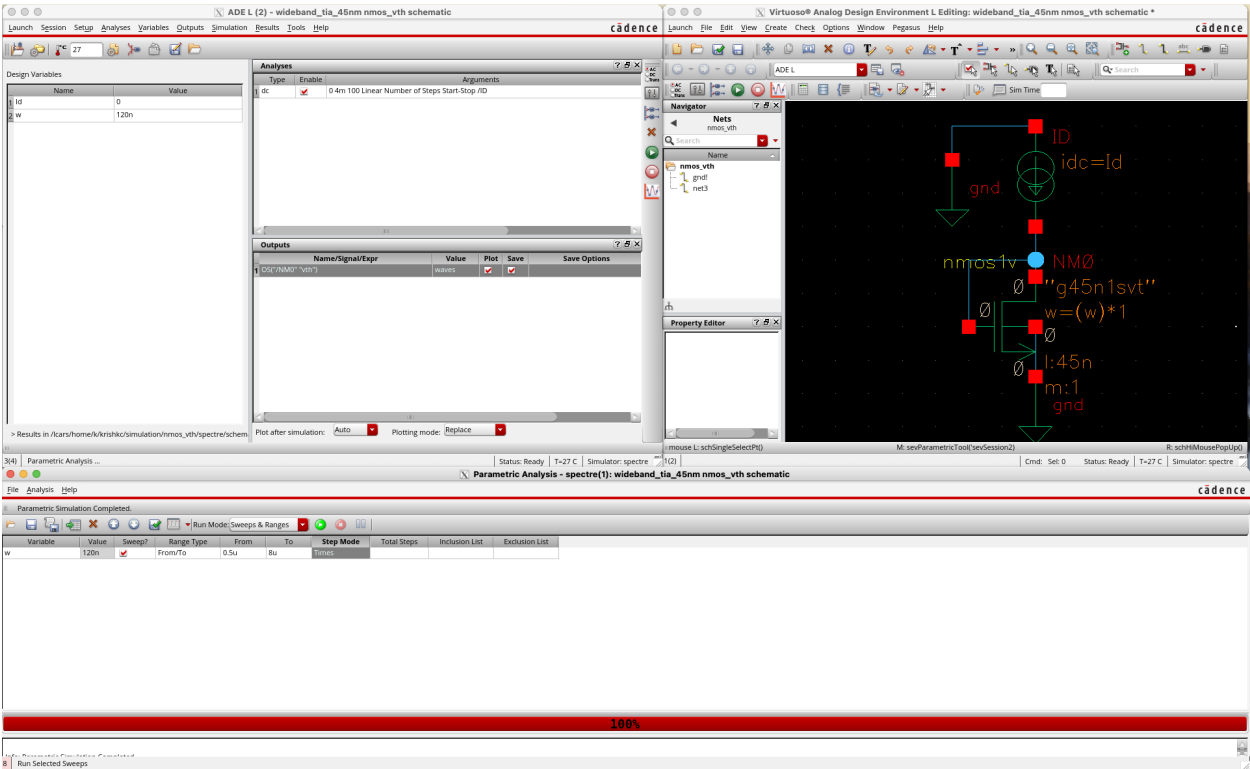 ADE L (2) - wideband_tia_45nm nmos_vth schematic
Launch Session Setup Analyses Variables Outputs Simulation Results Tools Help
cādence
27
Design Variables
Name Value
1 Id 0
2 w 120n
Analyses
Type Enable Arguments
1 dc 0 4m 100 Linear Number of Steps Start-Stop /ID
Outputs
Name/Signal/Expr Value Plot Save Save Options
1 OS("/NM0" "vth") waves
> Results in /lcars/home/k/krishkc/simulation/nmos_vth/spectre/schem
Plot after simulation: Auto Plotting mode: Replace
3(4) Parametric Analysis ... Status: Ready T=27 C Simulator: spectre
AC
DC
Trans
Virtuoso® Analog Design Environment L Editing: wideband_tia_45nm nmos_vth schematic *
Launch File Edit View Create Check Options Window Pegasus Help
cādence
ADE L
Search
Sim Time
Navigator
Nets
nmos_vth
Search
Name
nmos_vth
gnd!
net3
Property Editor
ID
idc=Id
gnd
nmos1v
NM0
0
"g45n1svt"
0
w=(w)*1
0
0
l:45n
m:1
gnd
mouse L: schSingleSelectPt() M: sevParametricTool('sevSession2) R: schHiMousePopUp()
1(2) Cmd: Sel: 0 Status: Ready T=27 C Simulator: spectre
Parametric Analysis - spectre(1): wideband_tia_45nm nmos_vth schematic
File Analysis Help
cādence
Parametric Simulation Completed.
Run Mode: Sweeps & Ranges
Variable Value Sweep? Range Type From To Step Mode Total Steps Inclusion List Exclusion List
w 120n From/To 0.5u 8u Times
100%
8 Run Selected Sweeps